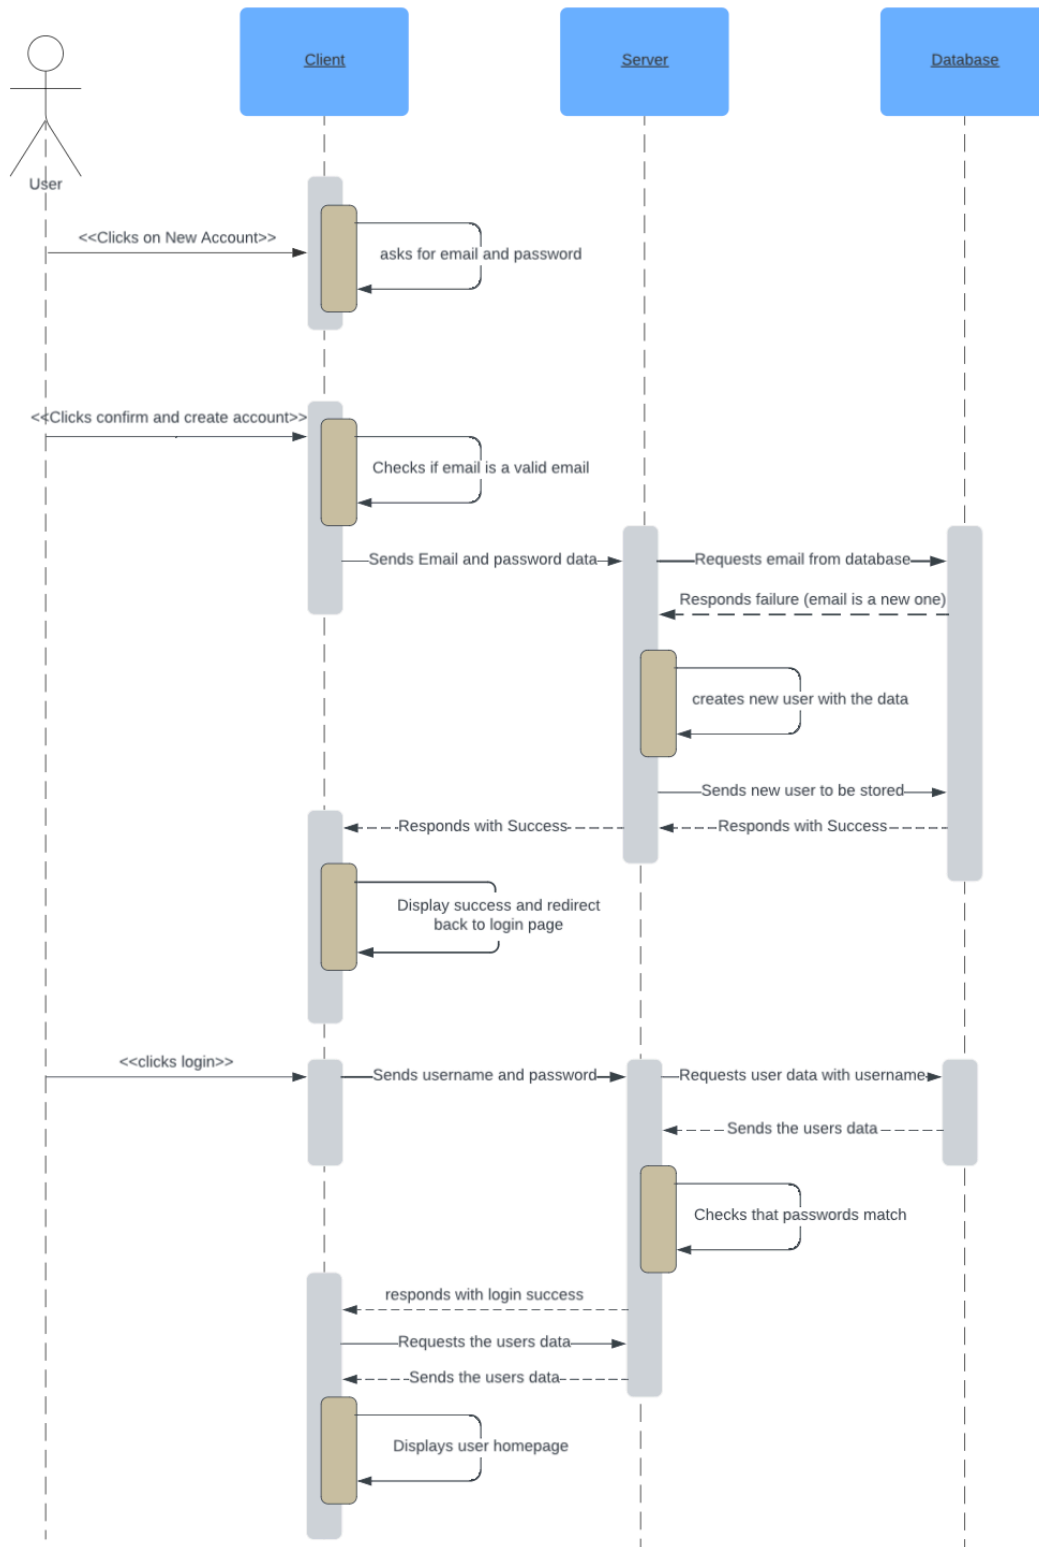 Client
Server
Database
User
<<Clicks on New Account>>
asks for email and password
<<Clicks confirm and create account>>
Checks if email is a valid email
Sends Email and password data
Requests email from database
Responds failure (email is a new one)
creates new user with the data
Sends new user to be stored
Responds with Success
Responds with Success
Display success and redirect
back to login page
<<clicks login>>
Sends username and password
Requests user data with username
Sends the users data
Checks that passwords match
responds with login success
Requests the users data
Sends the users data
Displays user homepage